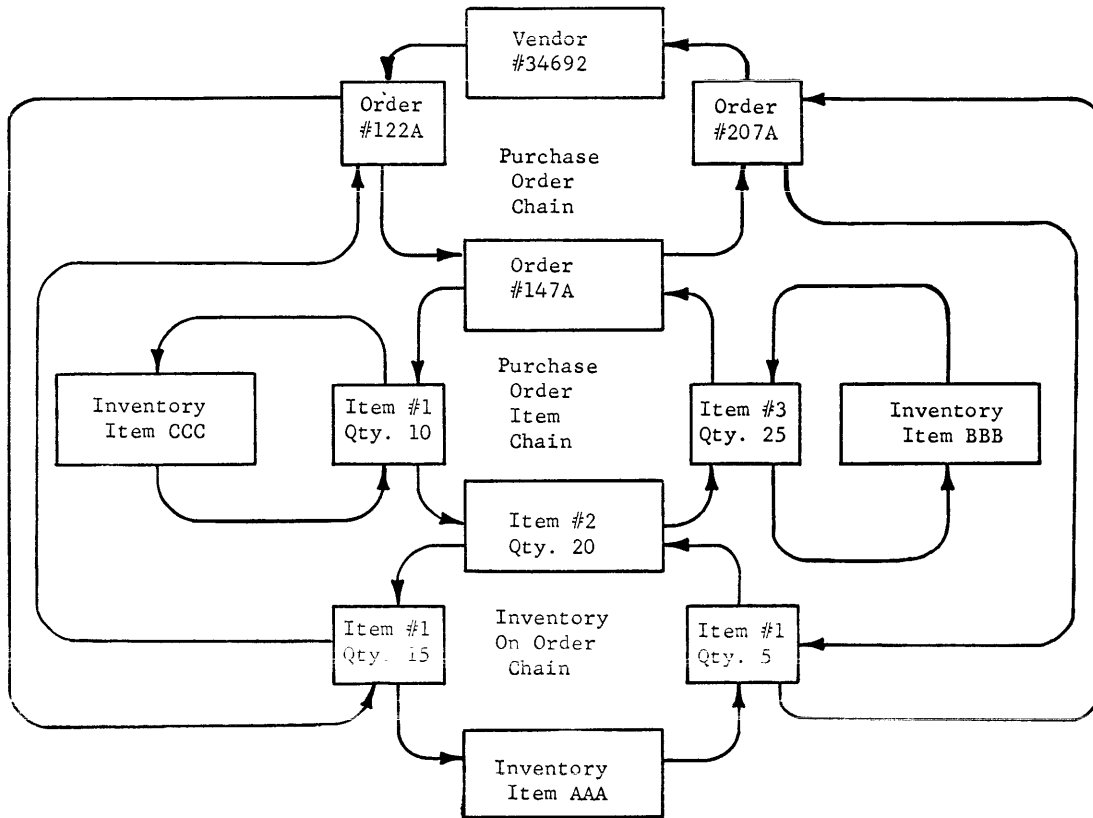 Vendor
#34692
Order
#122A
Order
#207A
Purchase
Order
Chain
Order
#147A
Purchase
Order
Item
Chain
Inventory
Item CCC
Item #1
Qty. 10
Item #3
Qty. 25
Inventory
Item BBB
Item #2
Qty. 20
Item #1
Qty. 15
Inventory
On Order
Chain
Item #1
Qty. 5
Inventory
Item AAA